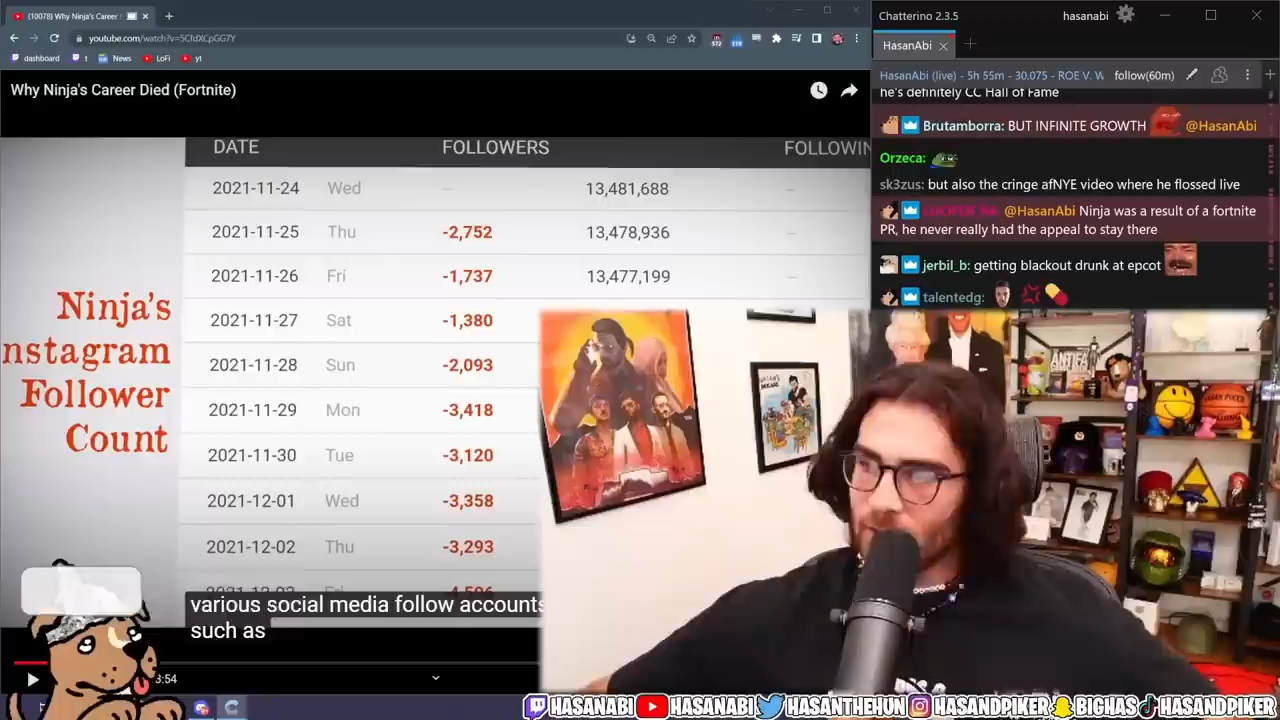 (10078) Why Ninja's Career
youtube.com/watch?v=5CfdXCpGG7Y
dashboard
t
News
LoFi
yt
Why Ninja's Career Died (Fortnite)
DATE FOLLOWERS FOLLOWIN
2021-11-24 Wed -- 13,481,688 --
2021-11-25 Thu -2,752 13,478,936 --
2021-11-26 Fri -1,737 13,477,199
2021-11-27 Sat -1,380
2021-11-28 Sun -2,093
2021-11-29 Mon -3,418
2021-11-30 Tue -3,120
2021-12-01 Wed -3,358
2021-12-02 Thu -3,293
Ninja's
nstagram
Follower
Count
various social media follow accounts
such as
3:54
Chatterino 2.3.5
hasanabi
HasanAbi
HasanAbi (live) - 5h 55m - 30,075 - ROE V. W follow(60m)
he's definitely CC Hall of Fame
Brutamborra: BUT INFINITE GROWTH @HasanAbi
Orzeca:
sk3zus: but also the cringe afNYE video where he flossed live
@HasanAbi Ninja was a result of a fortnite
PR, he never really had the appeal to stay there
jerbil_b: getting blackout drunk at epcot
talentedg:
ANTIFA
HASANABI HASANABI HASANTHEHUN HASANDPIKER BIGHAS HASANDPIKER